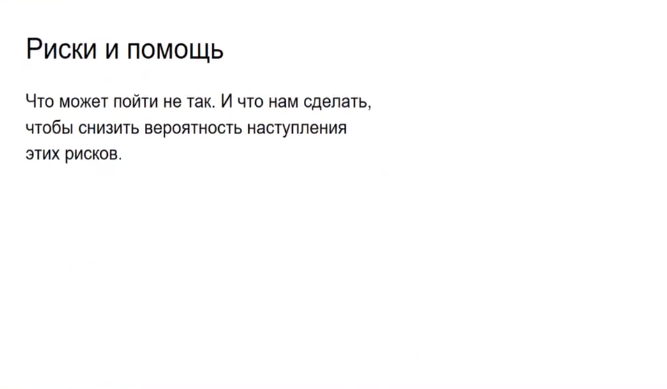 Риски и помощь
Что может пойти не так. И что нам сделать,
чтобы снизить вероятность наступления
этих рисков.